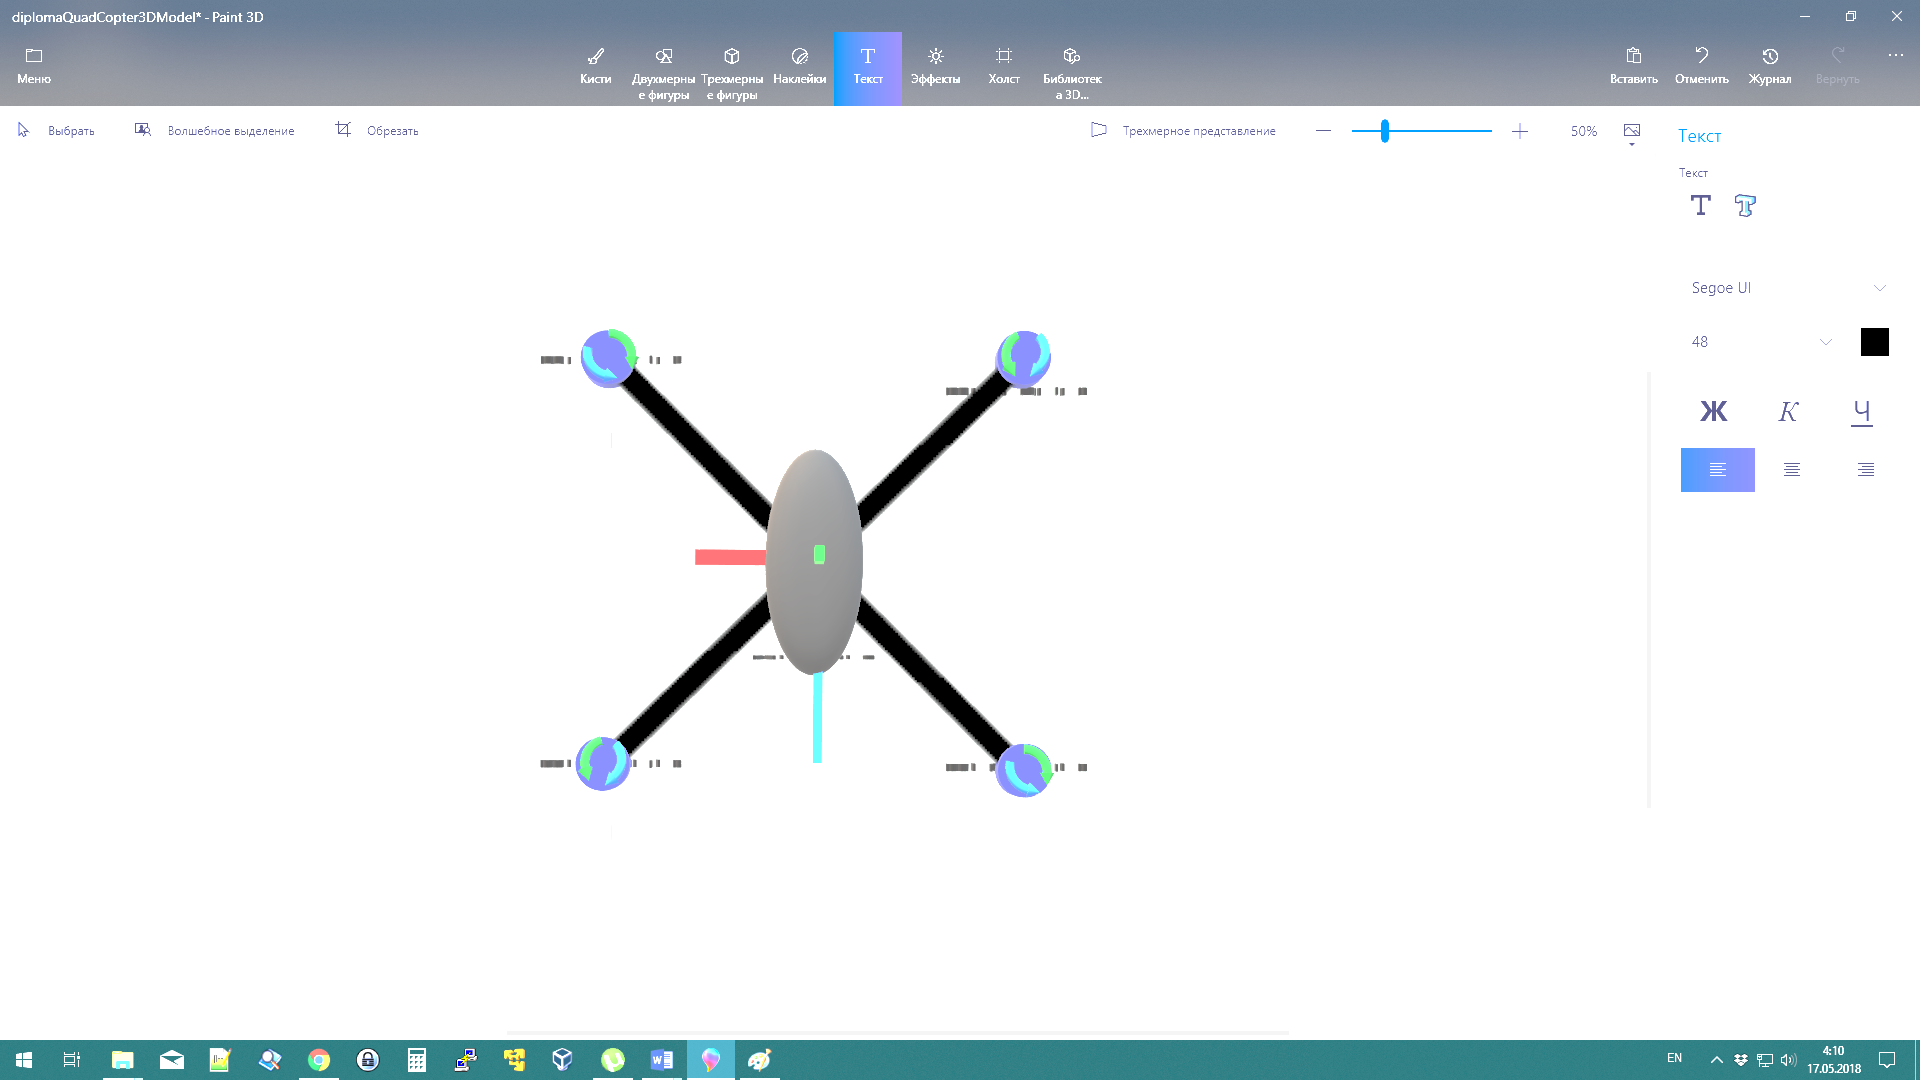 diplomaQuadCopter3DModel* - Paint 3D
Меню
Кисти
Двухмерны
е фигуры
Трехмерны
е фигуры
Наклейки
Текст
Эффекты
Холст
Библиотек
а 3D...
Вставить
Отменить
Журнал
Вернуть
Выбрать
Волшебное выделение
Обрезать
Трехмерное представление
50%
Текст
Текст
Segoe UI
48
Ж К Ч
EN
4:10
17.05.2018